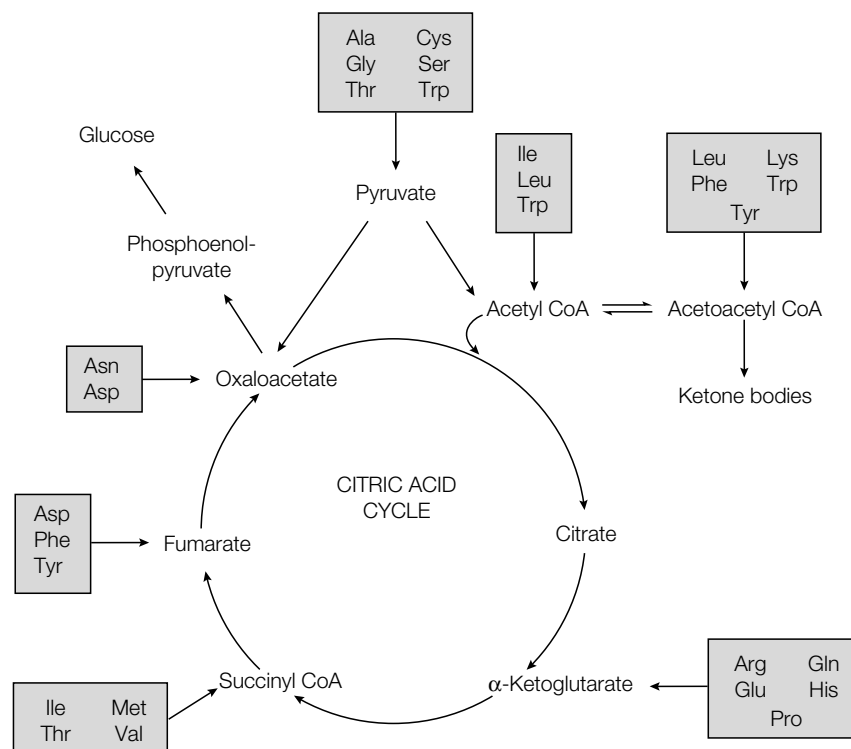 Ala Cys
Gly Ser
Thr Trp
Glucose
Ile
Leu
Trp
Leu Lys
Phe Trp
Tyr
Pyruvate
Phosphoenol-
pyruvate
Acetyl CoA
Acetoacetyl CoA
Asn
Asp
Oxaloacetate
Ketone bodies
CITRIC ACID
CYCLE
Asp
Phe
Tyr
Fumarate
Citrate
Succinyl CoA
α-Ketoglutarate
Arg Gln
Glu His
Pro
Ile Met
Thr Val